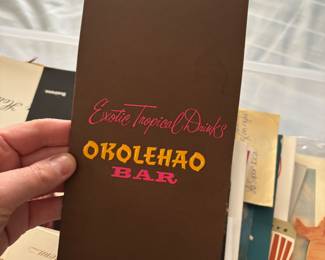 Exotic Tropical Drinks
OKOLEHAO
BAR